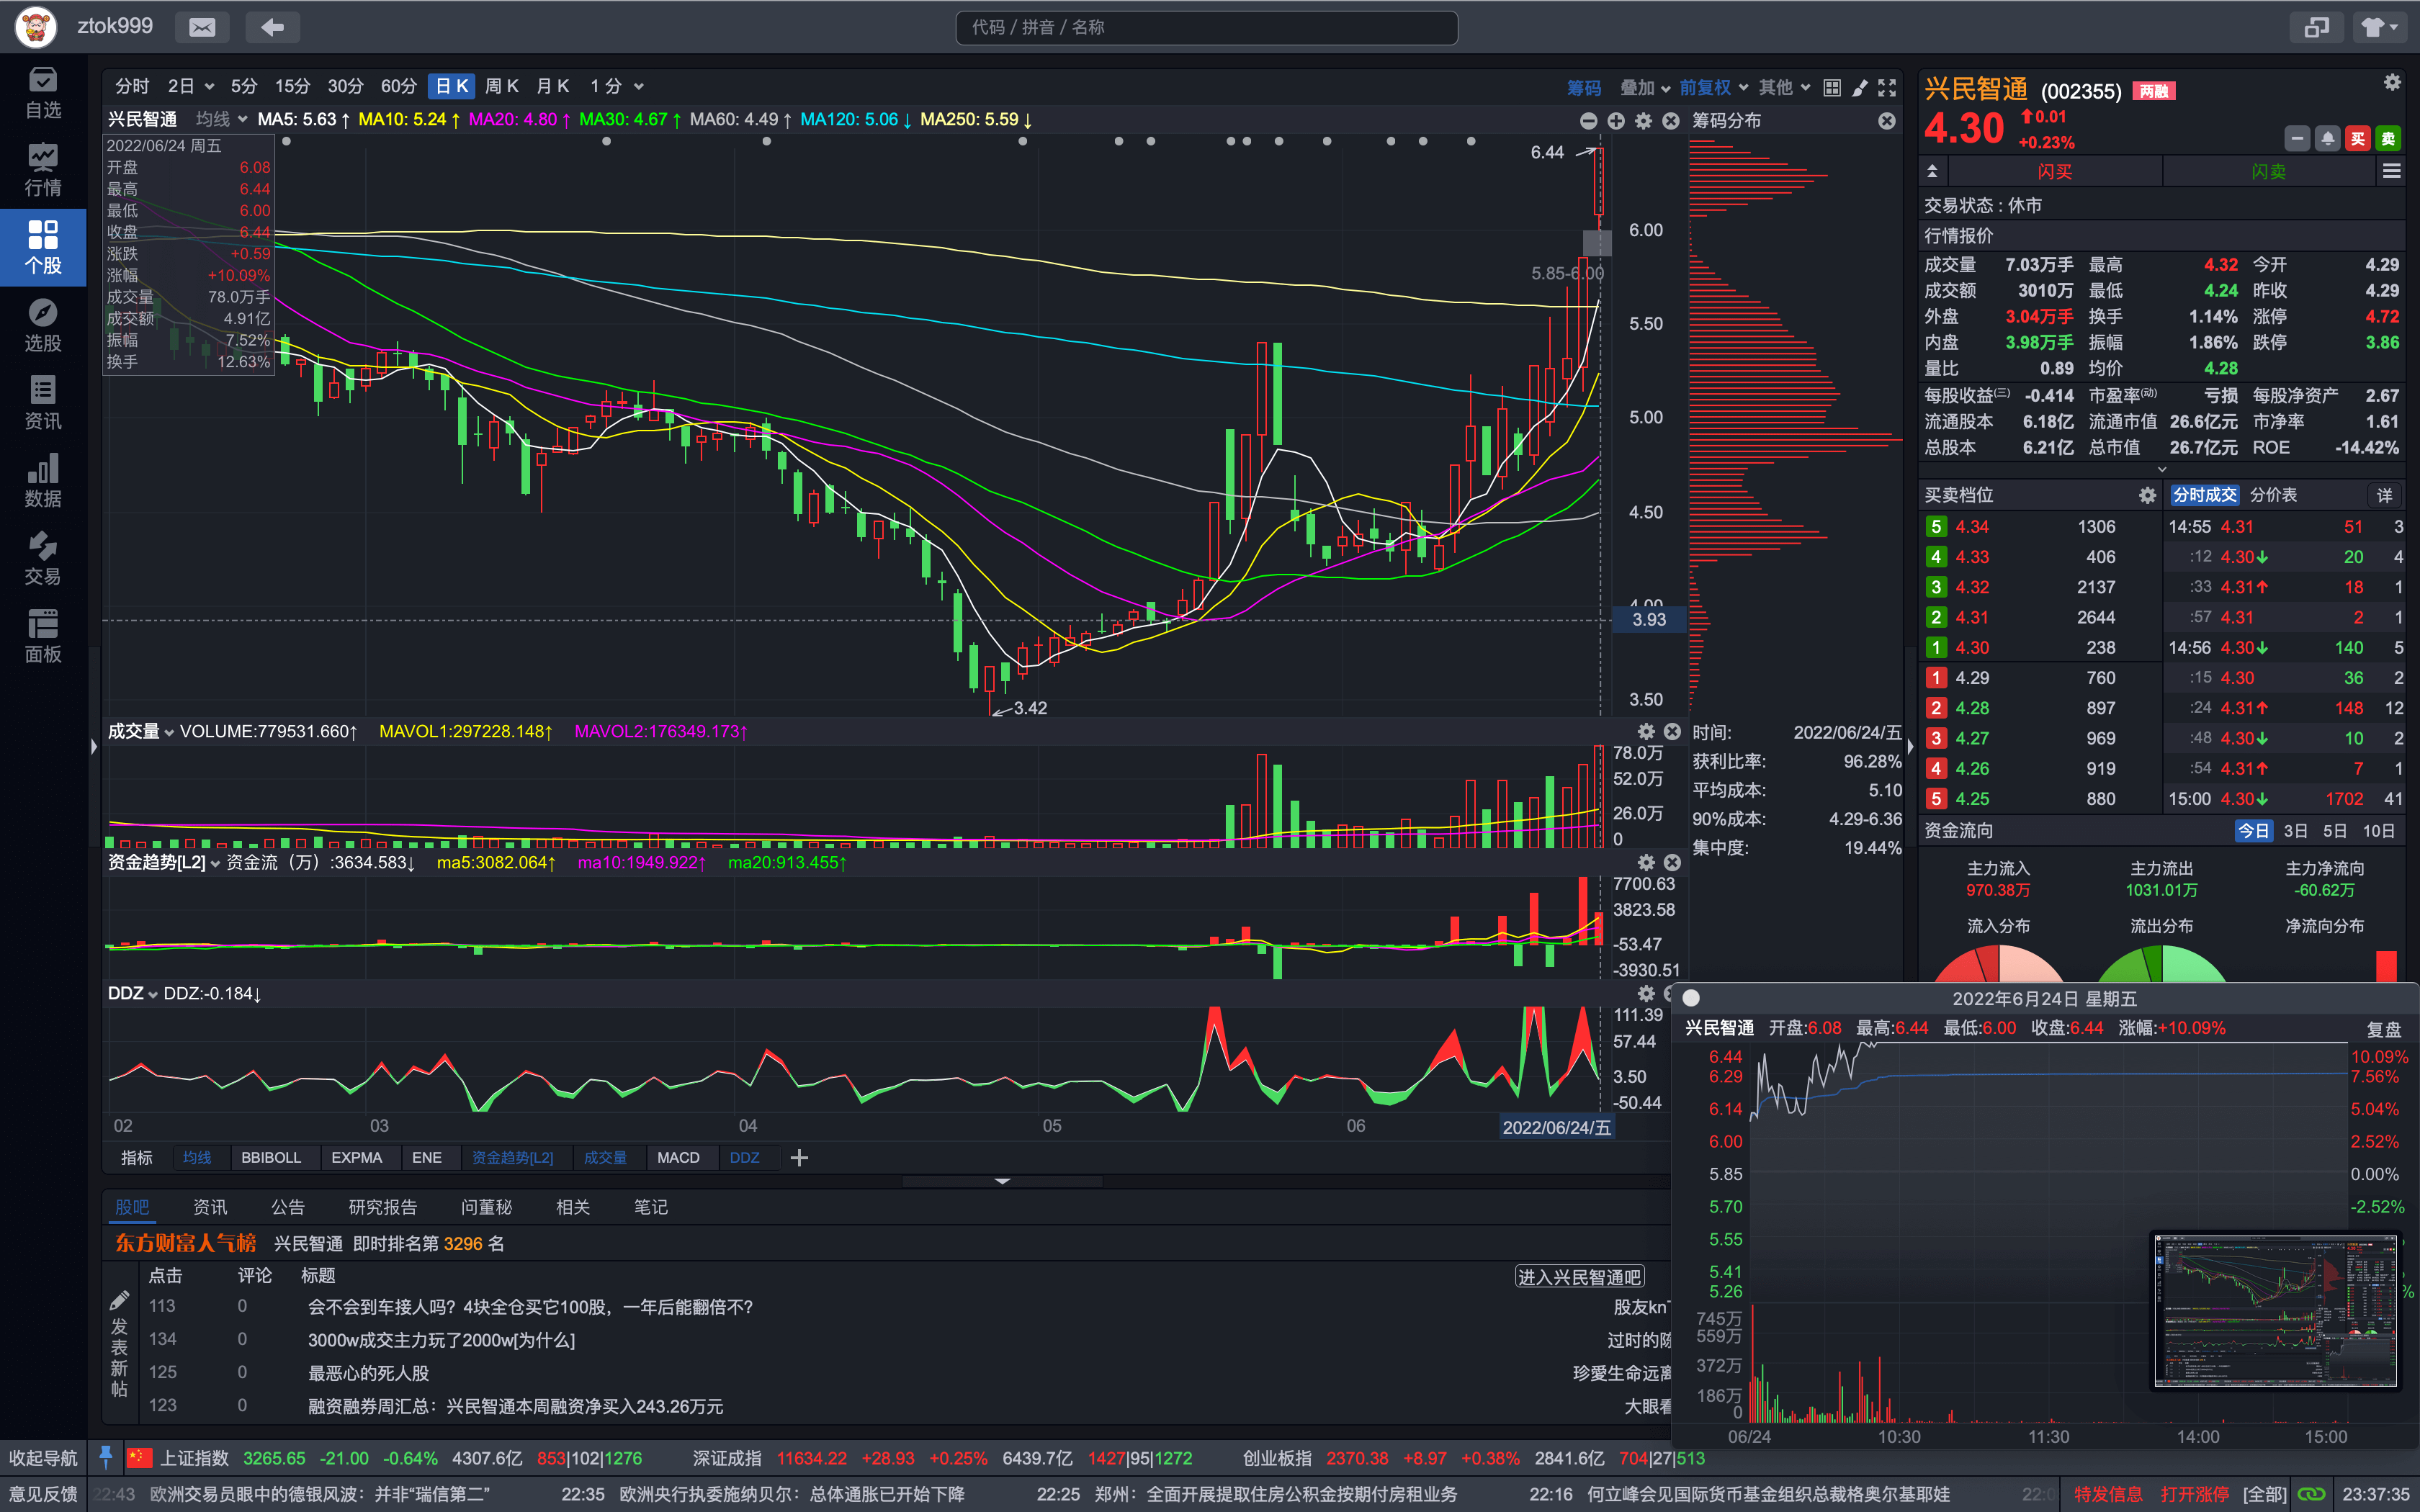 ztok999
代码 / 拼音 / 名称
自选
行情
个股
选股
资讯
数据
交易
面板
分时 2日 5分 15分 30分 60分 日K 周K 月K 1分 筹码 叠加 前复权 其他
兴民智通 均线 MA5: 5.63↑ MA10: 5.24↑ MA20: 4.80↑ MA30: 4.67↑ MA60: 4.49↑ MA120: 5.06↓ MA250: 5.59↓
2022/06/24 周五
开盘 6.08
最高 6.44
最低 6.00
收盘 6.44
涨跌 +0.59
涨幅 +10.09%
成交量 78.0万手
成交额 4.91亿
振幅 7.52%
换手 12.63%
6.44
6.00
5.85-6.00
5.50
5.00
4.50
4.00
3.93
3.50
3.42
筹码分布
时间: 2022/06/24/五
获利比率: 96.28%
平均成本: 5.10
90%成本: 4.29-6.36
集中度: 19.44%
成交量 VOLUME:779531.660↑ MAVOL1:297228.148↑ MAVOL2:176349.173↑
78.0万
52.0万
26.0万
0
资金趋势[L2] 资金流（万）:3634.583↓ ma5:3082.064↑ ma10:1949.922↑ ma20:913.455↑
7700.63
3823.58
-53.47
-3930.51
DDZ DDZ:-0.184↓
111.39
57.44
3.50
-50.44
02 03 04 05 06 2022/06/24/五
指标 均线 BBIBOLL EXPMA ENE 资金趋势[L2] 成交量 MACD DDZ
股吧 资讯 公告 研究报告 问董秘 相关 笔记
东方财富人气榜 兴民智通 即时排名第 3296 名
点击 评论 标题 进入兴民智通吧
发表新帖
113 0 会不会到车接人吗？4块全仓买它100股，一年后能翻倍不？ 股友kn
134 0 3000w成交主力玩了2000w[为什么] 过时的
125 0 最恶心的死人股 珍爱生命远离
123 0 融资融券周汇总：兴民智通本周融资净买入243.26万元 大眼看
兴民智通 (002355) 两融
4.30 0.01
+0.23%
买 卖
闪买 闪卖
交易状态 : 休市
行情报价
成交量 7.03万手 最高 4.32 今开 4.29
成交额 3010万 最低 4.24 昨收 4.29
外盘 3.04万手 换手 1.14% 涨停 4.72
内盘 3.98万手 振幅 1.86% 跌停 3.86
量比 0.89 均价 4.28
每股收益(三) -0.414 市盈率(动) 亏损 每股净资产 2.67
流通股本 6.18亿 流通市值 26.6亿元 市净率 1.61
总股本 6.21亿 总市值 26.7亿元 ROE -14.42%
买卖档位 分时成交 分价表 详
5 4.34 1306 14:55 4.31 51 3
4 4.33 406 :12 4.30↓ 20 4
3 4.32 2137 :33 4.31↑ 18 1
2 4.31 2644 :57 4.31 2 1
1 4.30 238 14:56 4.30↓ 140 5
1 4.29 760 :15 4.30 36 2
2 4.28 897 :24 4.31↑ 148 12
3 4.27 969 :48 4.30↓ 10 2
4 4.26 919 :54 4.31↑ 7 1
5 4.25 880 15:00 4.30↓ 1702 41
资金流向 今日 3日 5日 10日
主力流入 主力流出 主力净流向
970.38万 1031.01万 -60.62万
流入分布 流出分布 净流向分布
2022年6月24日 星期五
兴民智通 开盘:6.08 最高:6.44 最低:6.00 收盘:6.44 涨幅:+10.09% 复盘
6.44 10.09%
6.29 7.56%
6.14 5.04%
6.00 2.52%
5.85 0.00%
5.70 -2.52%
5.55
5.41
5.26
745万
559万
372万
186万
0
06/24 10:30 11:30 14:00 15:00
收起导航 上证指数 3265.65 -21.00 -0.64% 4307.6亿 853|102|1276 深证成指 11634.22 +28.93 +0.25% 6439.7亿 1427|95|1272 创业板指 2370.38 +8.97 +0.38% 2841.6亿 704|27|513
意见反馈 22:43 欧洲交易员眼中的德银风波：并非“瑞信第二” 22:35 欧洲央行执委施纳贝尔：总体通胀已开始下降 22:25 郑州：全面开展提取住房公积金按期付房租业务 22:16 何立峰会见国际货币基金组织总裁格奥尔基耶娃 特发信息 打开涨停 [全部] 23:37:35